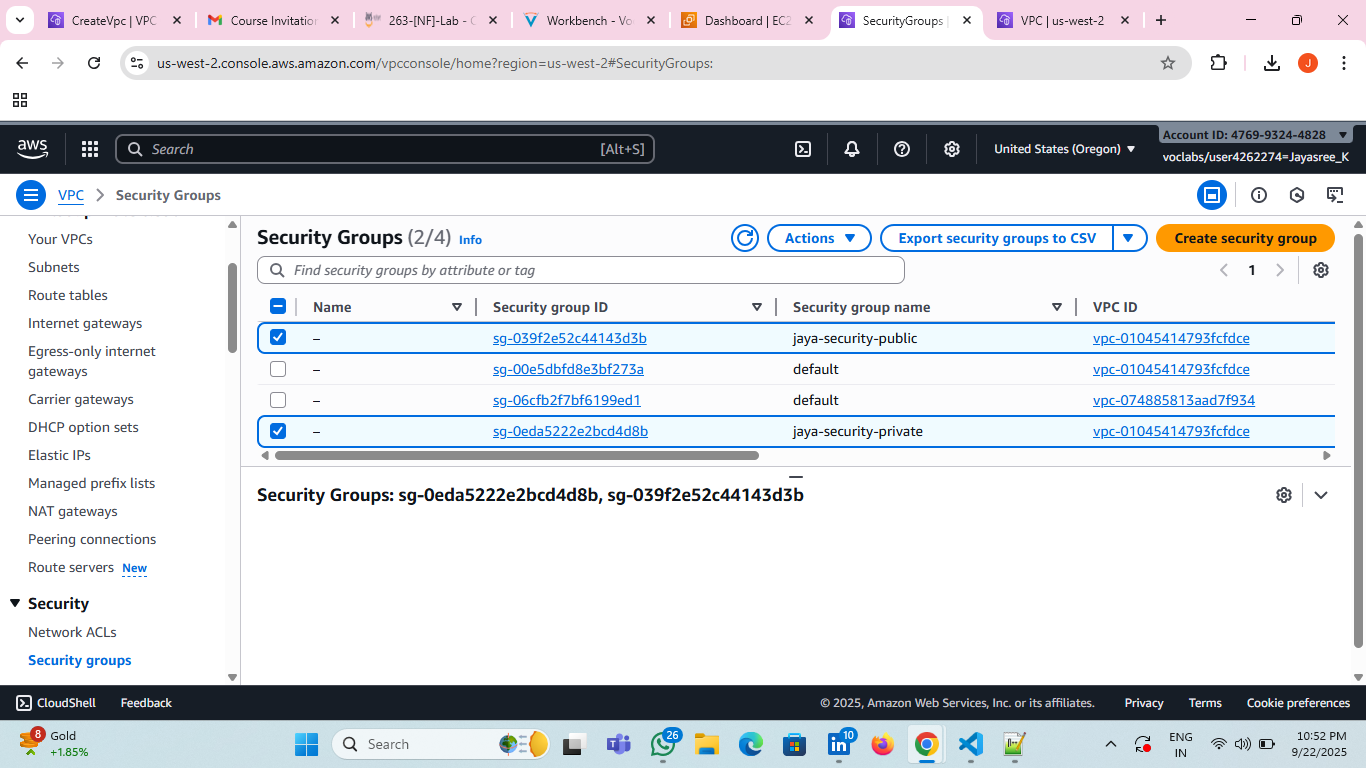 CreateVpc | VPC
Course Invitation
263-[NF]-Lab - C
Workbench - Vo
Dashboard | EC2
SecurityGroups |
VPC | us-west-2
us-west-2.console.aws.amazon.com/vpcconsole/home?region=us-west-2#SecurityGroups:
J
aws
Search
[Alt+S]
United States (Oregon)
Account ID: 4769-9324-4828
voclabs/user4262274=Jayasree_K
VPC
Security Groups
Your VPCs
Subnets
Route tables
Internet gateways
Egress-only internet
gateways
Carrier gateways
DHCP option sets
Elastic IPs
Managed prefix lists
NAT gateways
Peering connections
Route servers New
Security
Network ACLs
Security groups
Security Groups (2/4) Info
Actions
Export security groups to CSV
Create security group
Find security groups by attribute or tag
1
Name Security group ID Security group name VPC ID
– sg-039f2e52c44143d3b jaya-security-public vpc-01045414793fcfdce
– sg-00e5dbfd8e3bf273a default vpc-01045414793fcfdce
– sg-06cfb2f7bf6199ed1 default vpc-074885813aad7f934
– sg-0eda5222e2bcd4d8b jaya-security-private vpc-01045414793fcfdce
Security Groups: sg-0eda5222e2bcd4d8b, sg-039f2e52c44143d3b
CloudShell
Feedback
© 2025, Amazon Web Services, Inc. or its affiliates.
Privacy
Terms
Cookie preferences
8
Gold
+1.85%
Search
26
10
ENG
IN
10:52 PM
9/22/2025